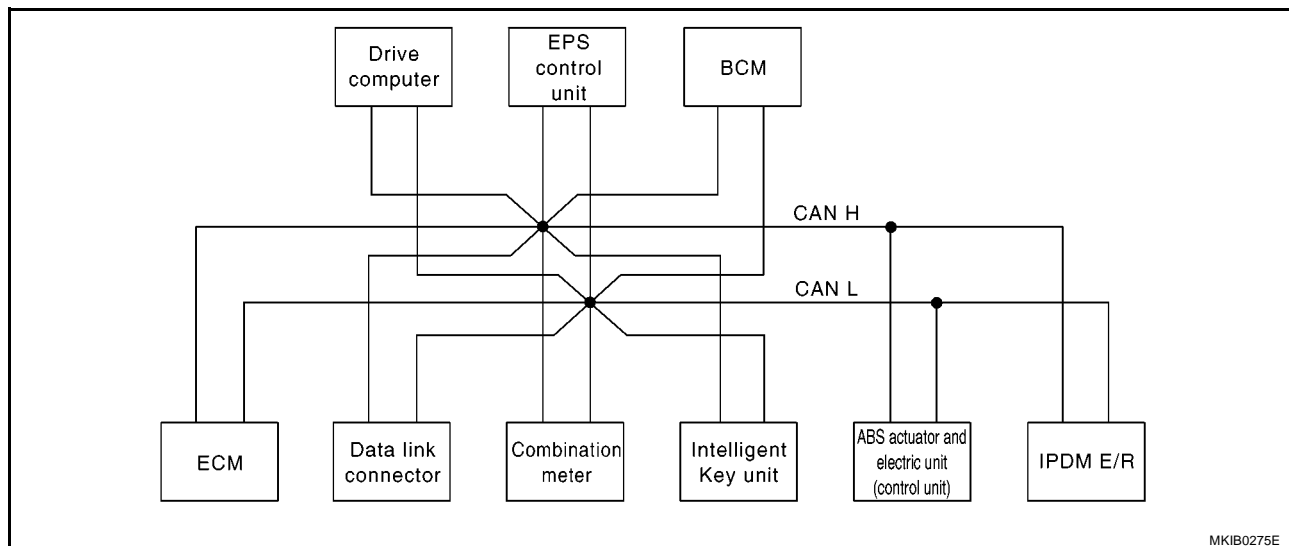 Drive
computer
EPS
control
unit
BCM
CAN H
CAN L
ECM
Data link
connector
Combination
meter
Intelligent
Key unit
ABS actuator and
electric unit
(control unit)
IPDM E/R
MKIB0275E